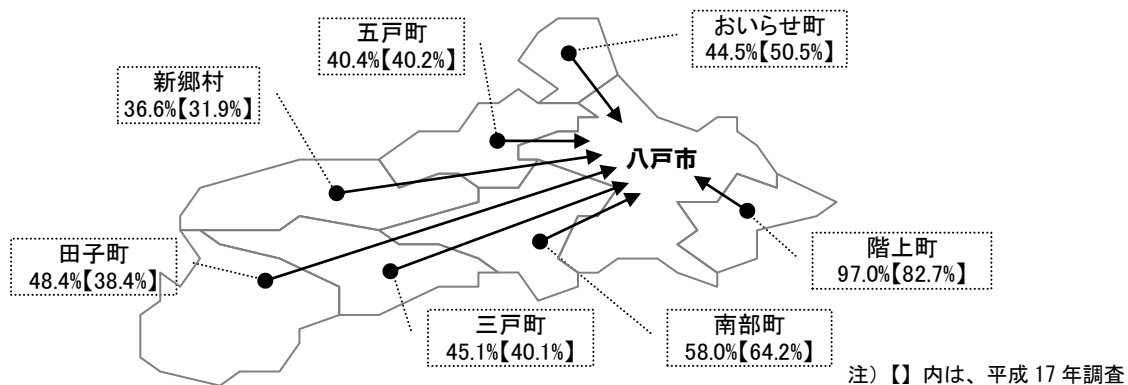 五戸町
40.4%【40.2%】
おいらせ町
44.5%【50.5%】
新郷村
36.6%【31.9%】
八戸市
田子町
48.4%【38.4%】
階上町
97.0%【82.7%】
三戸町
45.1%【40.1%】
南部町
58.0%【64.2%】
注）【】内は、平成 17 年調査